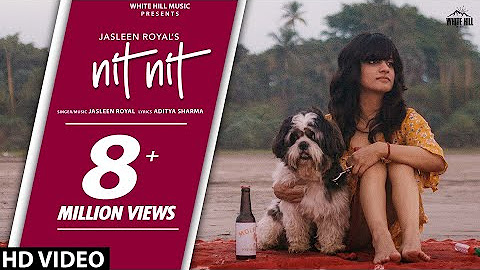 WHITE HILL MUSIC
PRESENTS
JASLEEN ROYAL'S
nit nit
SINGER/MUSIC JASLEEN ROYAL LYRICS ADITYA SHARMA
8+
MILLION VIEWS
HD VIDEO
WHITE HILL